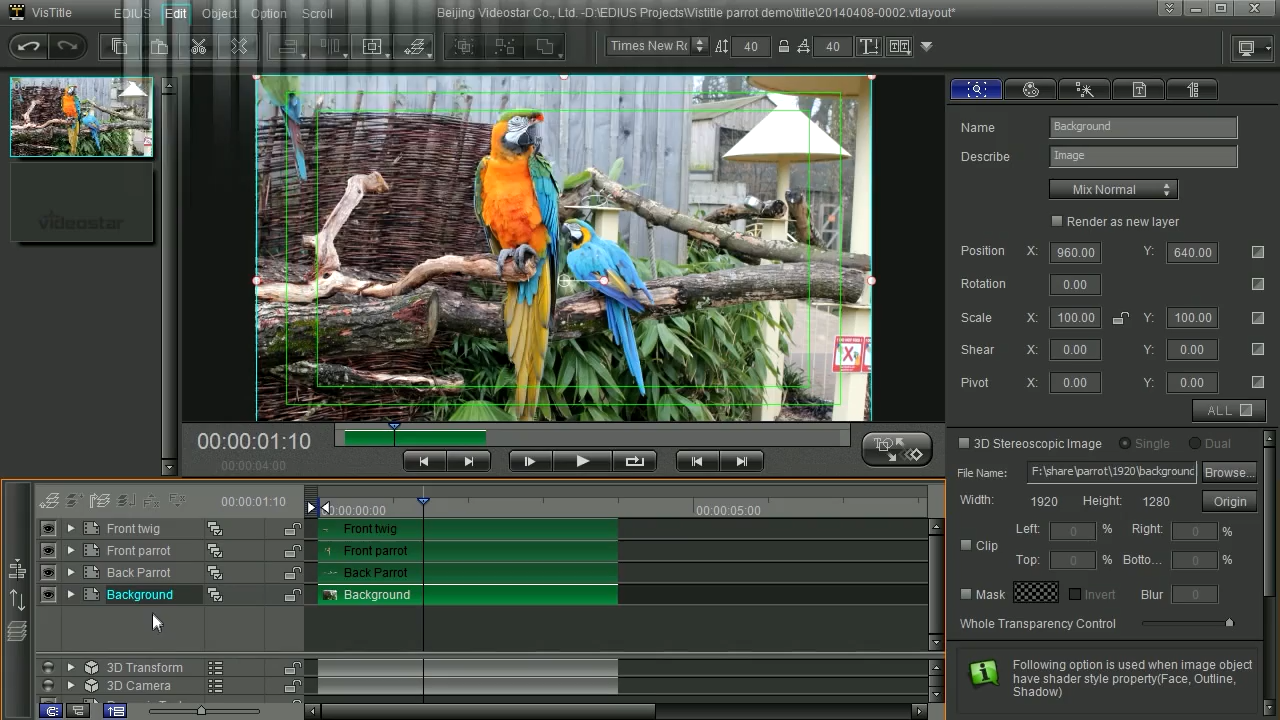 VisTitle EDIUS Edit Object Option Scroll Beijing Videostar Co., Ltd. -D:\EDIUS Projects\Vistitle parrot demo\title\20140408-0002.vtlayout*
Times New Ro 40 40
videostar
Name Background
Describe Image
Mix Normal
Render as new layer
Position X: 960.00 Y: 640.00
Rotation 0.00
Scale X: 100.00 Y: 100.00
Shear X: 0.00 Y: 0.00
Pivot X: 0.00 Y: 0.00
ALL
00:00:01:10
00:00:04:00
3D Stereoscopic Image Single Dual
File Name: F:\share\parrot\1920\background Browse...
Width: 1920 Height: 1280 Origin
Clip Left: 0 % Right: 0 %
Top: 0 % Botto... 0 %
Mask Invert Blur 0
Whole Transparency Control
Following option is used when image object
have shader style property(Face, Outline,
Shadow)
00:00:01:10 0:00:00:00 00:00:05:00
Front twig Front twig
Front parrot Front parrot
Back Parrot Back Parrot
Background Background
3D Transform
3D Camera